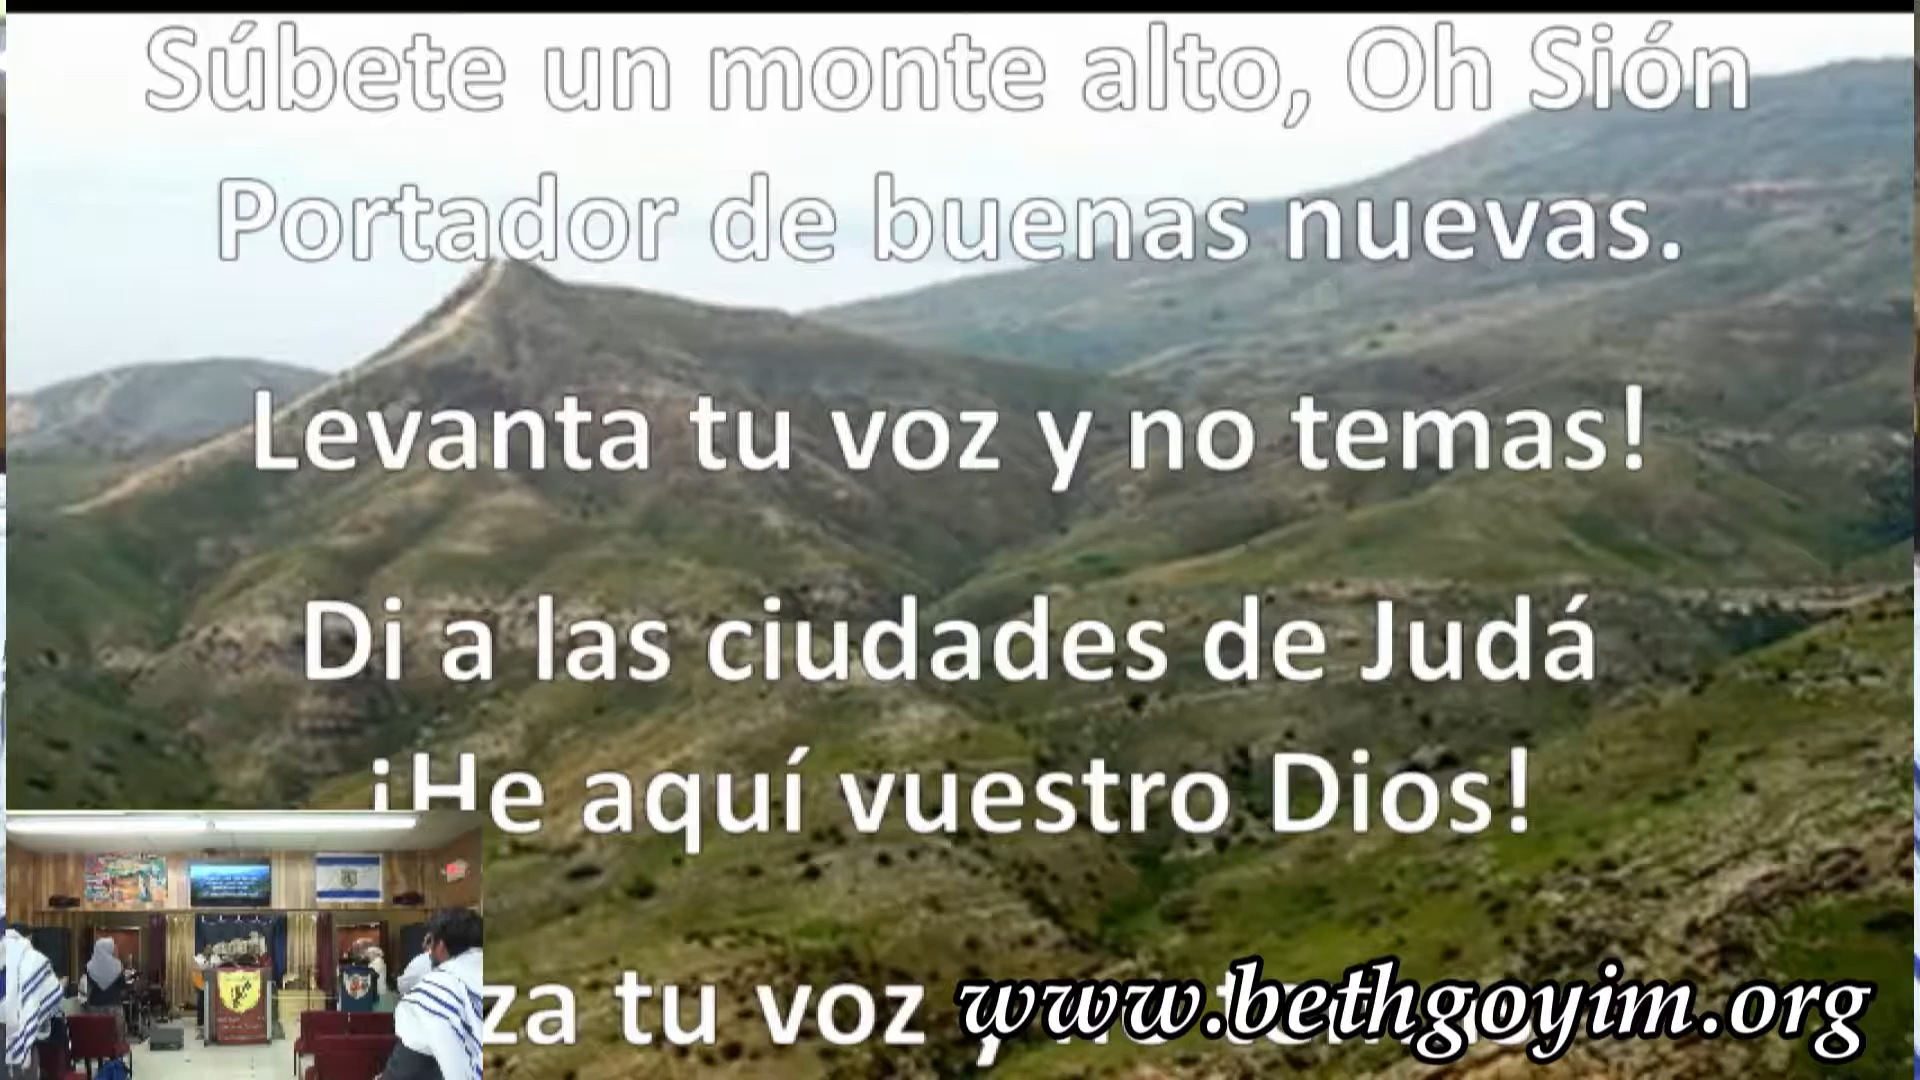 Súbete un monte alto, Oh Sión
Portador de buenas nuevas.
Levanta tu voz y no temas!
Di a las ciudades de Judá
¡He aquí vuestro Dios!
za tu voz y no
www.bethgoyim.org